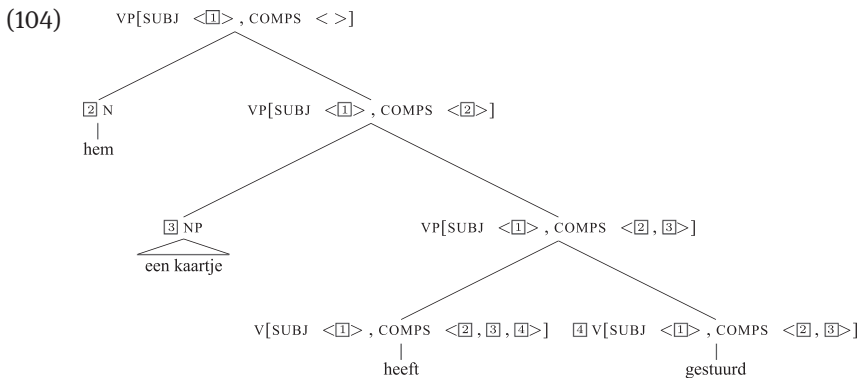 (104) VP[SUBJ <1>, COMPS < >]
2 N VP[SUBJ <1>, COMPS <2>]
hem
3 NP VP[SUBJ <1>, COMPS <2, 3>]
een kaartje
V[SUBJ <1>, COMPS <2, 3, 4>] 4 V[SUBJ <1>, COMPS <2, 3>]
heeft gestuurd